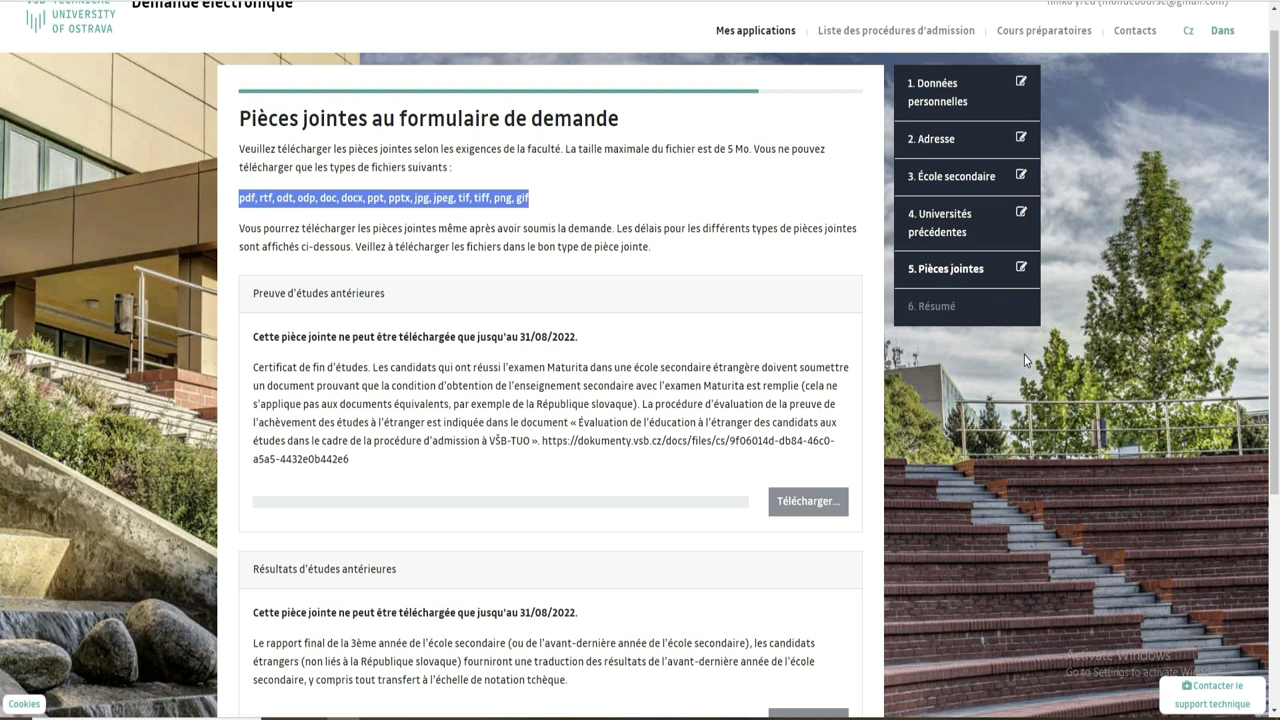 VSB TECHNICAL
UNIVERSITY
OF OSTRAVA
Demande électronique
Mes applications
Liste des procédures d'admission
Cours préparatoires
Contacts
Cz
Dans
Pièces jointes au formulaire de demande
Veuillez télécharger les pièces jointes selon les exigences de la faculté. La taille maximale du fichier est de 5 Mo. Vous ne pouvez
télécharger que les types de fichiers suivants :
pdf, rtf, odt, odp, doc, docx, ppt, pptx, jpg, jpeg, tif, tiff, png, gif
Vous pourrez télécharger les pièces jointes même après avoir soumis la demande. Les délais pour les différents types de pièces jointes
sont affichés ci-dessous. Veillez à télécharger les fichiers dans le bon type de pièce jointe.
Preuve d'études antérieures
Cette pièce jointe ne peut être téléchargée que jusqu'au 31/08/2022.
Certificat de fin d'études. Les candidats qui ont réussi l'examen Maturita dans une école secondaire étrangère doivent soumettre
un document prouvant que la condition d'obtention de l'enseignement secondaire avec l'examen Maturita est remplie (cela ne
s'applique pas aux documents équivalents, par exemple de la République slovaque). La procédure d'évaluation de la preuve de
l'achèvement des études à l'étranger est indiquée dans le document « Évaluation de l'éducation à l'étranger des candidats aux
études dans le cadre de la procédure d'admission à VŠB-TUO ». https://dokumenty.vsb.cz/docs/files/cs/9f06014d-db84-46c0-
a5a5-4432e0b442e6
Télécharger...
Résultats d'études antérieures
Cette pièce jointe ne peut être téléchargée que jusqu'au 31/08/2022.
Le rapport final de la 3ème année de l'école secondaire (ou de l'avant-dernière année de l'école secondaire), les candidats
étrangers (non liés à la République slovaque) fourniront une traduction des résultats de l'avant-dernière année de l'école
secondaire, y compris tout transfert à l'échelle de notation tchèque.
1. Données
personnelles
2. Adresse
3. École secondaire
4. Universités
précédentes
5. Pièces jointes
6. Résumé
Activate Windows
Go to Settings to activate
Contacter le
support technique
Cookies